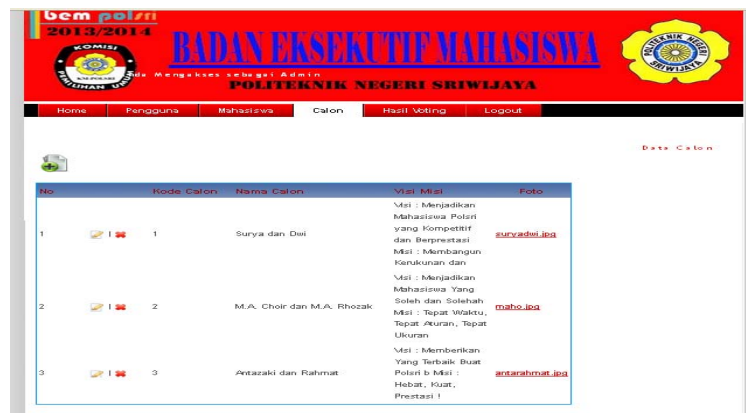 bem polsri
2013/2014
KOMISI
PEMILIHAN UMUM
KM POLSRI
BADAN EKSEKUTIF MAHASISWA
Anda Mengakses sebagai Admin
POLITEKNIK NEGERI SRIWIJAYA
POLITEKNIK NEGERI
SRIWIJAYA
Home Pengguna Mahasiswa Calon Hasil Voting Logout
Data Calon
No Kode Calon Nama Calon Visi Misi Foto
Visi : Menjadikan
Mahasiswa Polsri
yang Kompetitif
1 | 1 Surya dan Dwi dan Berprestasi suryadwi.jpg
Misi : Membangun
Kerukunan dan
Visi : Menjadikan
Mahasiswa Yang
Soleh dan Solehah
2 | 2 M.A. Choir dan M.A. Rhozak Misi : Tepat Waktu, maho.jpg
Tepat Aturan, Tepat
Ukuran
Visi : Memberikan
Yang Terbaik Buat
3 | 3 Antazaki dan Rahmat Polsri b Misi : antarahmat.jpg
Hebat, Kuat,
Prestasi !